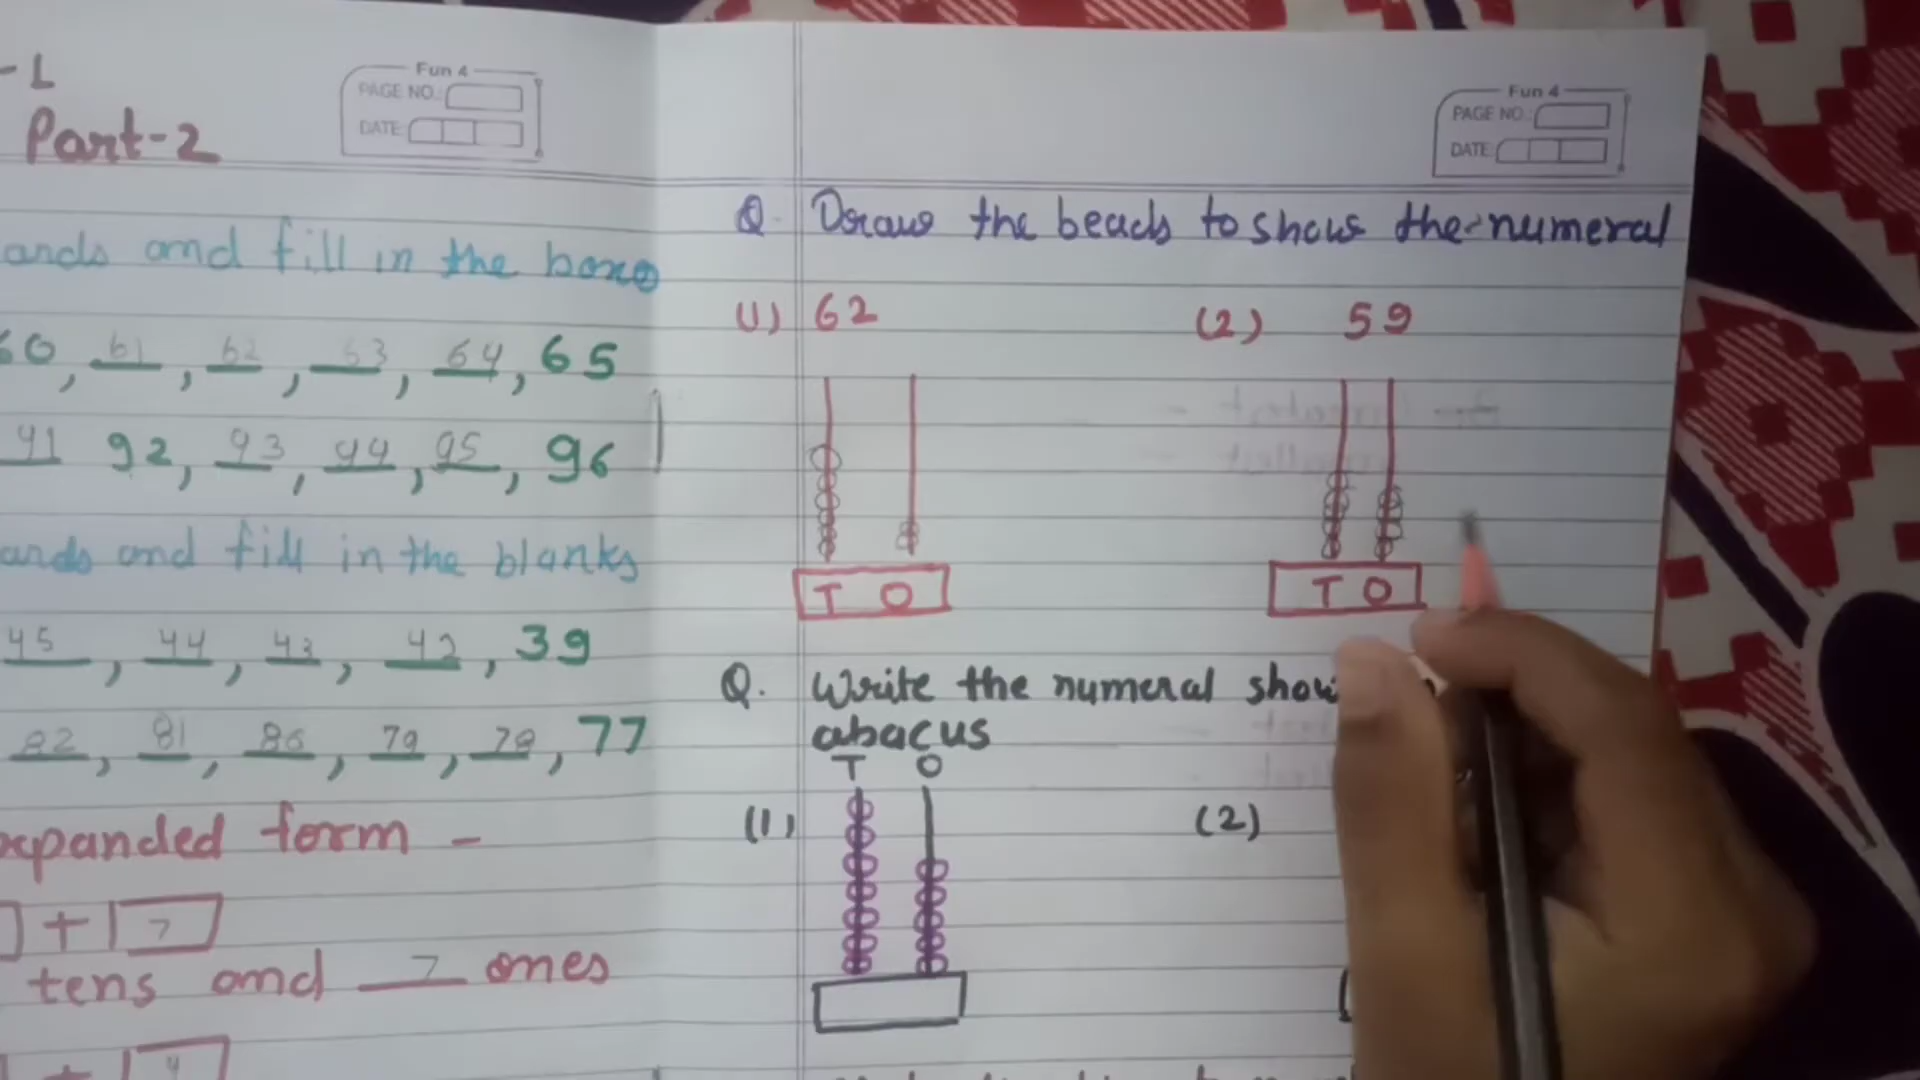 -L
Part-2
Fun 4
PAGE NO.:
DATE:
ards and fill in the boxes
60, 61, 62, 63, 64, 65
91 92, 93, 94, 95, 96
ards and fill in the blanks
45, 44, 43, 42, 39
82, 81, 80, 79, 78, 77
expanded form -
+ 7
tens and 7 ones
+ 4
Fun 4
PAGE NO.:
DATE:
Q. Draw the beads to show the numeral
(1) 62 (2) 59
T O T O
Q. Write the numeral show
abacus
T O
(1) (2)